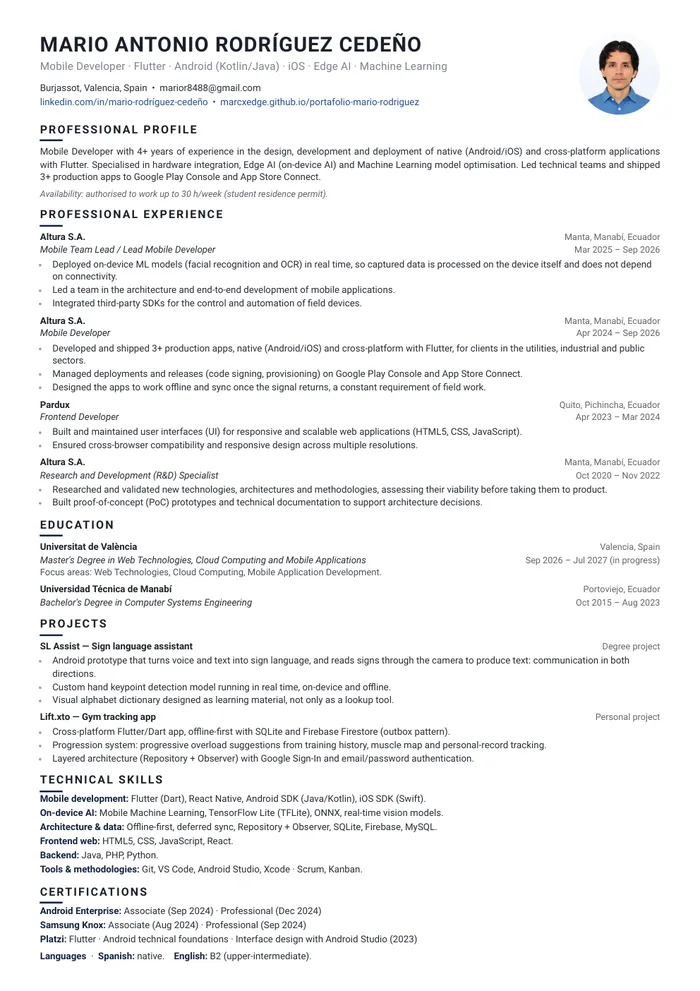 MARIO ANTONIO RODRÍGUEZ CEDEÑO
Mobile Developer · Flutter · Android (Kotlin/Java) · iOS · Edge AI · Machine Learning
Burjassot, Valencia, Spain • marior8488@gmail.com
linkedin.com/in/mario-rodríguez-cedeño • marcxedge.github.io/portafolio-mario-rodriguez
PROFESSIONAL PROFILE
Mobile Developer with 4+ years of experience in the design, development and deployment of native (Android/iOS) and cross-platform applications
with Flutter. Specialised in hardware integration, Edge AI (on-device AI) and Machine Learning model optimisation. Led technical teams and shipped
3+ production apps to Google Play Console and App Store Connect.
Availability: authorised to work up to 30 h/week (student residence permit).
PROFESSIONAL EXPERIENCE
Altura S.A. Manta, Manabí, Ecuador
Mobile Team Lead / Lead Mobile Developer Mar 2025 – Sep 2026
• Deployed on-device ML models (facial recognition and OCR) in real time, so captured data is processed on the device itself and does not depend
on connectivity.
• Led a team in the architecture and end-to-end development of mobile applications.
• Integrated third-party SDKs for the control and automation of field devices.
Altura S.A. Manta, Manabí, Ecuador
Mobile Developer Apr 2024 – Sep 2026
• Developed and shipped 3+ production apps, native (Android/iOS) and cross-platform with Flutter, for clients in the utilities, industrial and public
sectors.
• Managed deployments and releases (code signing, provisioning) on Google Play Console and App Store Connect.
• Designed the apps to work offline and sync once the signal returns, a constant requirement of field work.
Pardux Quito, Pichincha, Ecuador
Frontend Developer Apr 2023 – Mar 2024
• Built and maintained user interfaces (UI) for responsive and scalable web applications (HTML5, CSS, JavaScript).
• Ensured cross-browser compatibility and responsive design across multiple resolutions.
Altura S.A. Manta, Manabí, Ecuador
Research and Development (R&D) Specialist Oct 2020 – Nov 2022
• Researched and validated new technologies, architectures and methodologies, assessing their viability before taking them to product.
• Built proof-of-concept (PoC) prototypes and technical documentation to support architecture decisions.
EDUCATION
Universitat de València Valencia, Spain
Master's Degree in Web Technologies, Cloud Computing and Mobile Applications Sep 2026 – Jul 2027 (in progress)
Focus areas: Web Technologies, Cloud Computing, Mobile Application Development.
Universidad Técnica de Manabí Portoviejo, Ecuador
Bachelor's Degree in Computer Systems Engineering Oct 2015 – Aug 2023
PROJECTS
SL Assist — Sign language assistant Degree project
• Android prototype that turns voice and text into sign language, and reads signs through the camera to produce text: communication in both
directions.
• Custom hand keypoint detection model running in real time, on-device and offline.
• Visual alphabet dictionary designed as learning material, not only as a lookup tool.
Lift.xto — Gym tracking app Personal project
• Cross-platform Flutter/Dart app, offline-first with SQLite and Firebase Firestore (outbox pattern).
• Progression system: progressive overload suggestions from training history, muscle map and personal-record tracking.
• Layered architecture (Repository + Observer) with Google Sign-In and email/password authentication.
TECHNICAL SKILLS
Mobile development: Flutter (Dart), React Native, Android SDK (Java/Kotlin), iOS SDK (Swift).
On-device AI: Mobile Machine Learning, TensorFlow Lite (TFLite), ONNX, real-time vision models.
Architecture & data: Offline-first, deferred sync, Repository + Observer, SQLite, Firebase, MySQL.
Frontend web: HTML5, CSS, JavaScript, React.
Backend: Java, PHP, Python.
Tools & methodologies: Git, VS Code, Android Studio, Xcode · Scrum, Kanban.
CERTIFICATIONS
Android Enterprise: Associate (Sep 2024) · Professional (Dec 2024)
Samsung Knox: Associate (Aug 2024) · Professional (Sep 2024)
Platzi: Flutter · Android technical foundations · Interface design with Android Studio (2023)
Languages · Spanish: native. English: B2 (upper-intermediate).